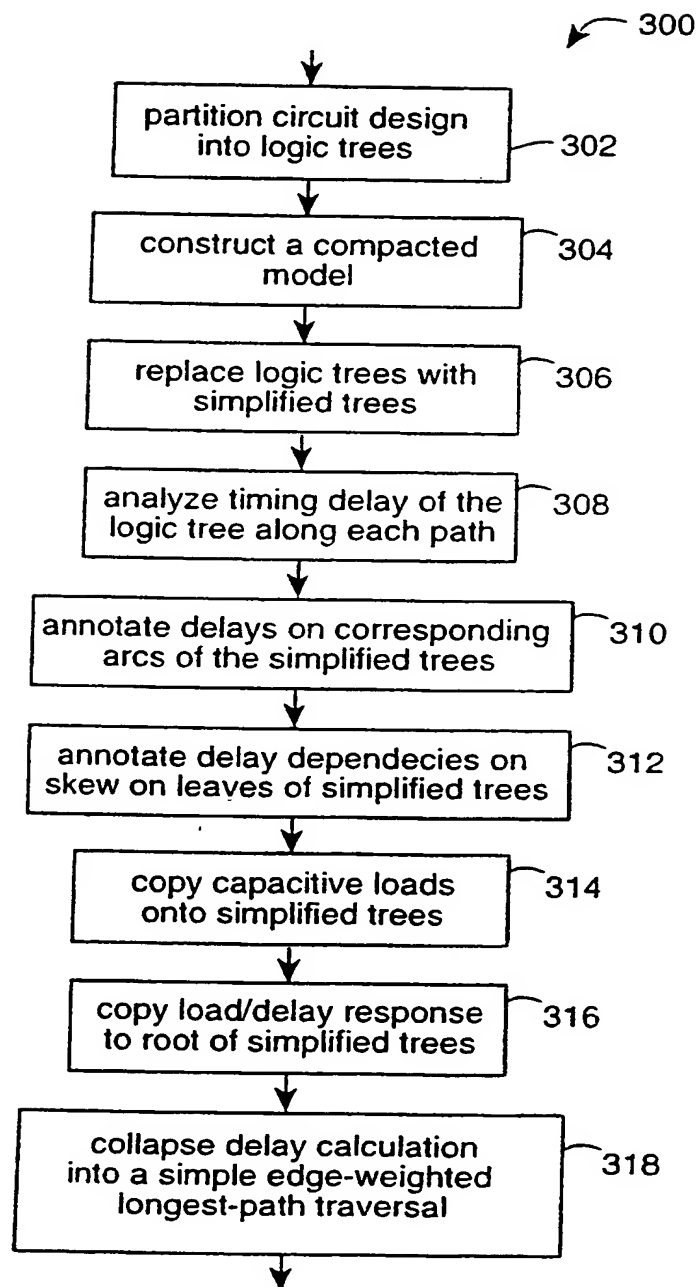 300
partition circuit design
into logic trees
302
construct a compacted
model
304
replace logic trees with
simplified trees
306
analyze timing delay of the
logic tree along each path
308
annotate delays on corresponding
arcs of the simplified trees
310
annotate delay dependecies on
skew on leaves of simplified trees
312
copy capacitive loads
onto simplified trees
314
copy load/delay response
to root of simplified trees
316
collapse delay calculation
into a simple edge-weighted
longest-path traversal
318